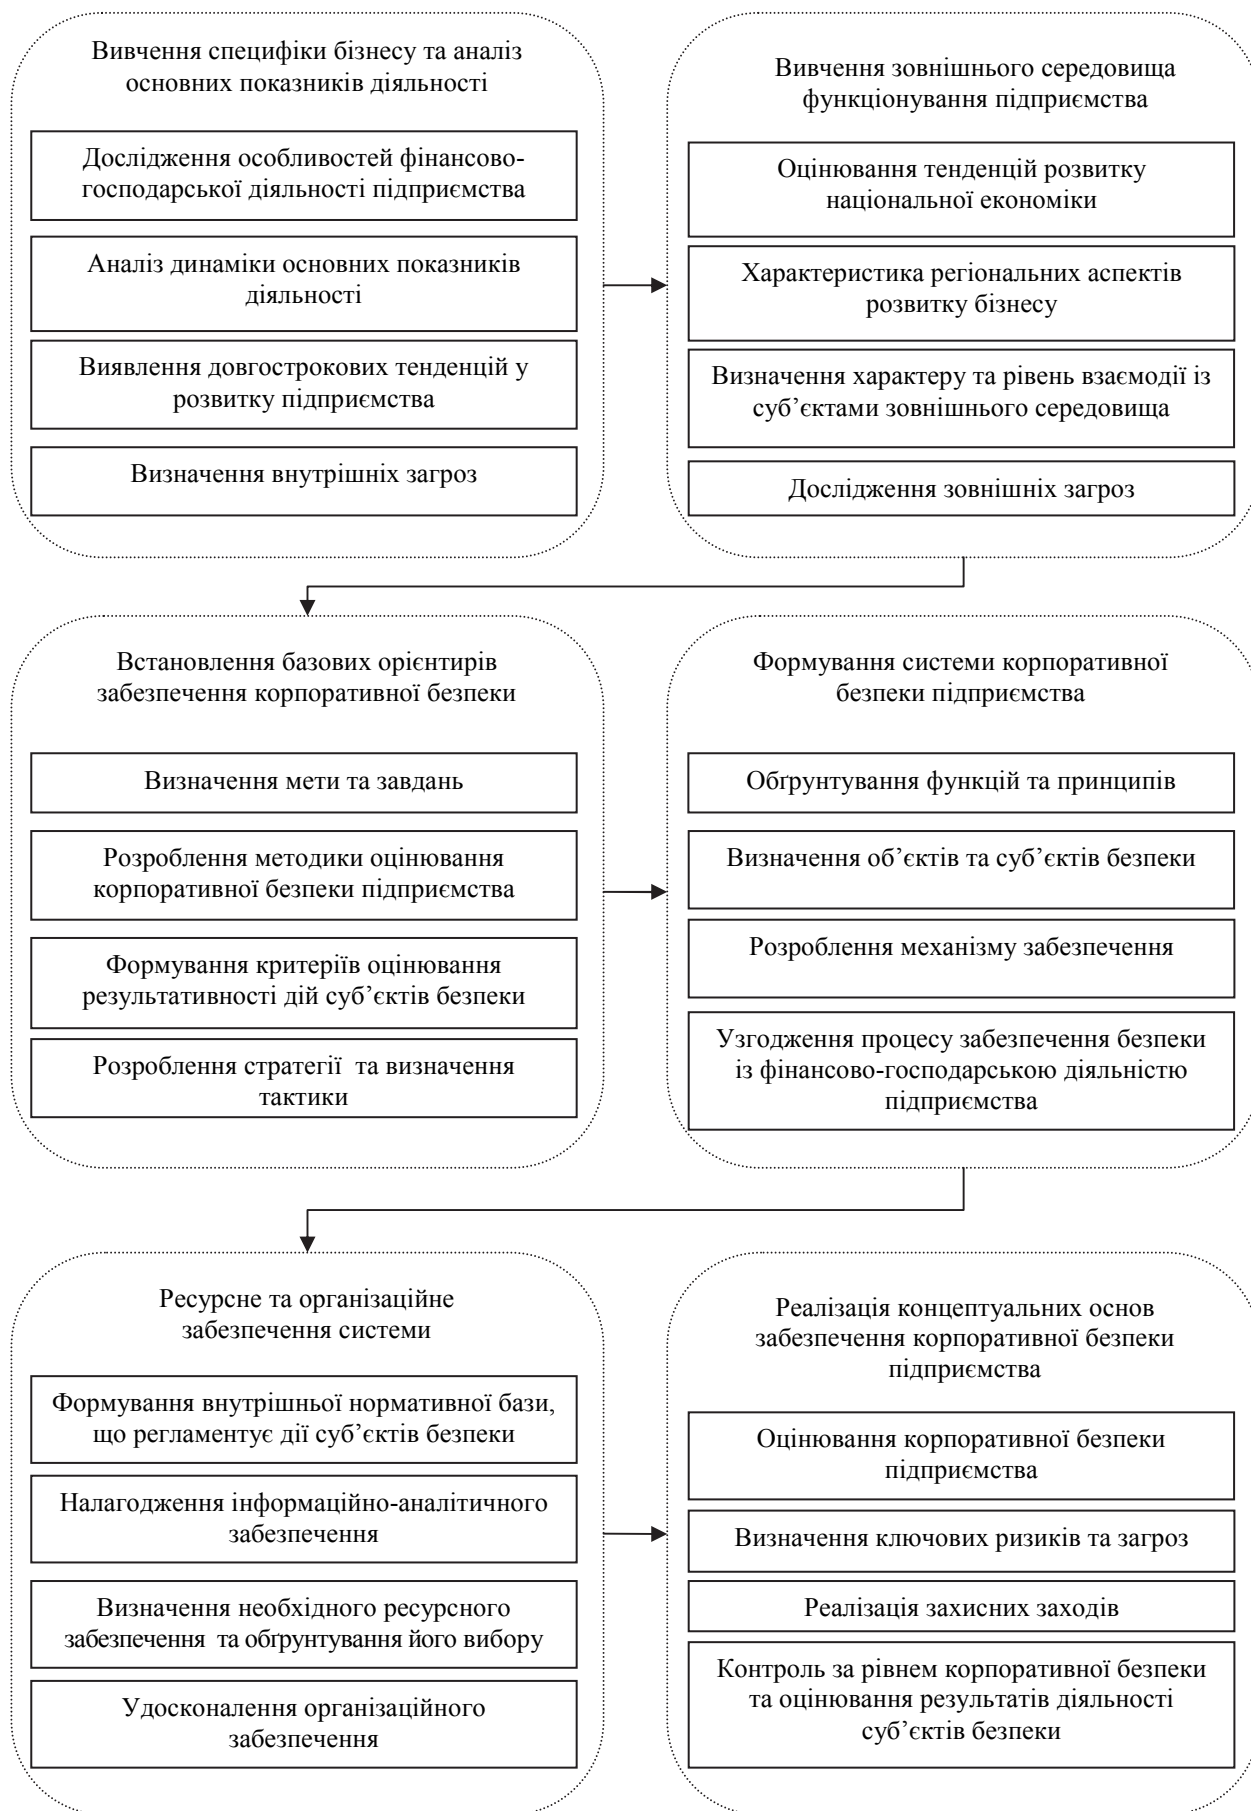 Вивчення специфіки бізнесу та аналіз
основних показників діяльності
Дослідження особливостей фінансово-
господарської діяльності підприємства
Аналіз динаміки основних показників
діяльності
Виявлення довгострокових тенденцій у
розвитку підприємства
Визначення внутрішніх загроз
Вивчення зовнішнього середовища
функціонування підприємства
Оцінювання тенденцій розвитку
національної економіки
Характеристика регіональних аспектів
розвитку бізнесу
Визначення характеру та рівень взаємодії із
суб’єктами зовнішнього середовища
Дослідження зовнішніх загроз
Встановлення базових орієнтирів
забезпечення корпоративної безпеки
Визначення мети та завдань
Розроблення методики оцінювання
корпоративної безпеки підприємства
Формування критеріїв оцінювання
результативності дій суб’єктів безпеки
Розроблення стратегії та визначення
тактики
Формування системи корпоративної
безпеки підприємства
Обґрунтування функцій та принципів
Визначення об’єктів та суб’єктів безпеки
Розроблення механізму забезпечення
Узгодження процесу забезпечення безпеки
із фінансово-господарською діяльністю
підприємства
Ресурсне та організаційне
забезпечення системи
Формування внутрішньої нормативної бази,
що регламентує дії суб’єктів безпеки
Налагодження інформаційно-аналітичного
забезпечення
Визначення необхідного ресурсного
забезпечення та обґрунтування його вибору
Удосконалення організаційного
забезпечення
Реалізація концептуальних основ
забезпечення корпоративної безпеки
підприємства
Оцінювання корпоративної безпеки
підприємства
Визначення ключових ризиків та загроз
Реалізація захисних заходів
Контроль за рівнем корпоративної безпеки
та оцінювання результатів діяльності
суб’єктів безпеки